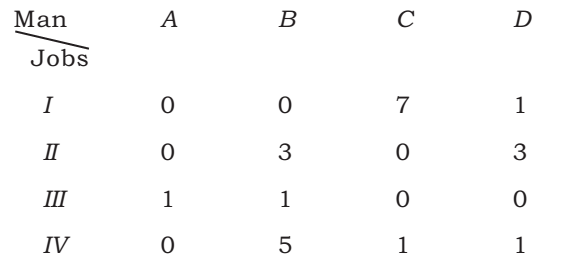 Man A B C D
Jobs
I 0 0 7 1
II 0 3 0 3
III 1 1 0 0
IV 0 5 1 1